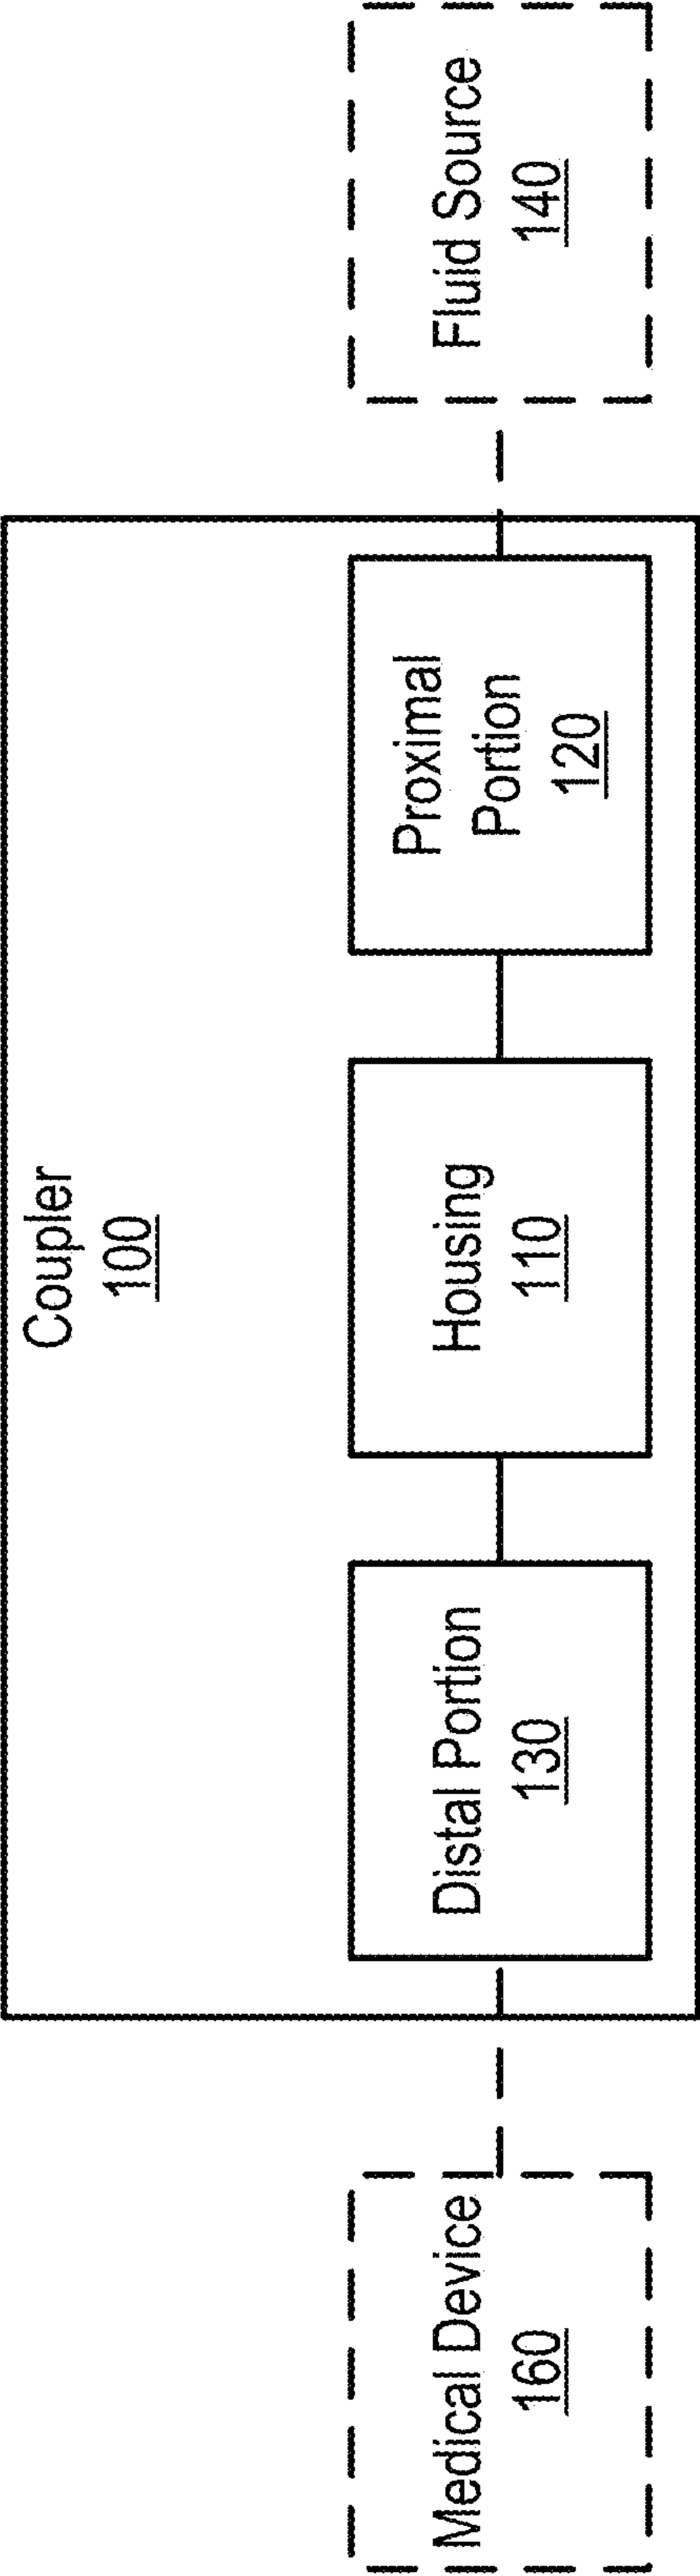 Coupler
100
Medical Device
160
Distal Portion
130
Housing
110
Proximal
Portion
120
Fluid Source
140